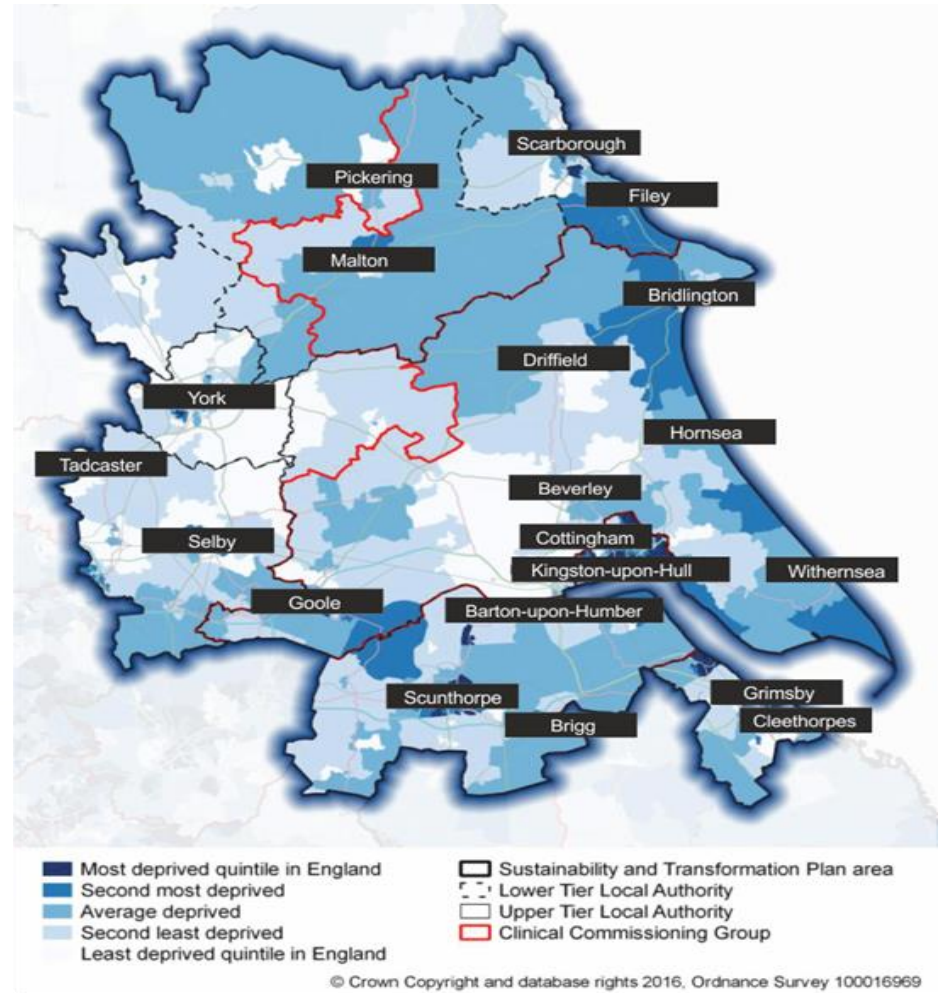 Scarborough
Pickering
Filey
Malton
Bridlington
Driffield
York
Hornsea
Tadcaster
Beverley
Selby
Cottingham
Kingston-upon-Hull
Withernsea
Goole
Barton-upon-Humber
Scunthorpe
Grimsby
Brigg
Cleethorpes
Most deprived quintile in England
Second most deprived
Average deprived
Second least deprived
Least deprived quintile in England
Sustainability and Transformation Plan area
Lower Tier Local Authority
Upper Tier Local Authority
Clinical Commissioning Group
© Crown Copyright and database rights 2016, Ordnance Survey 100016969